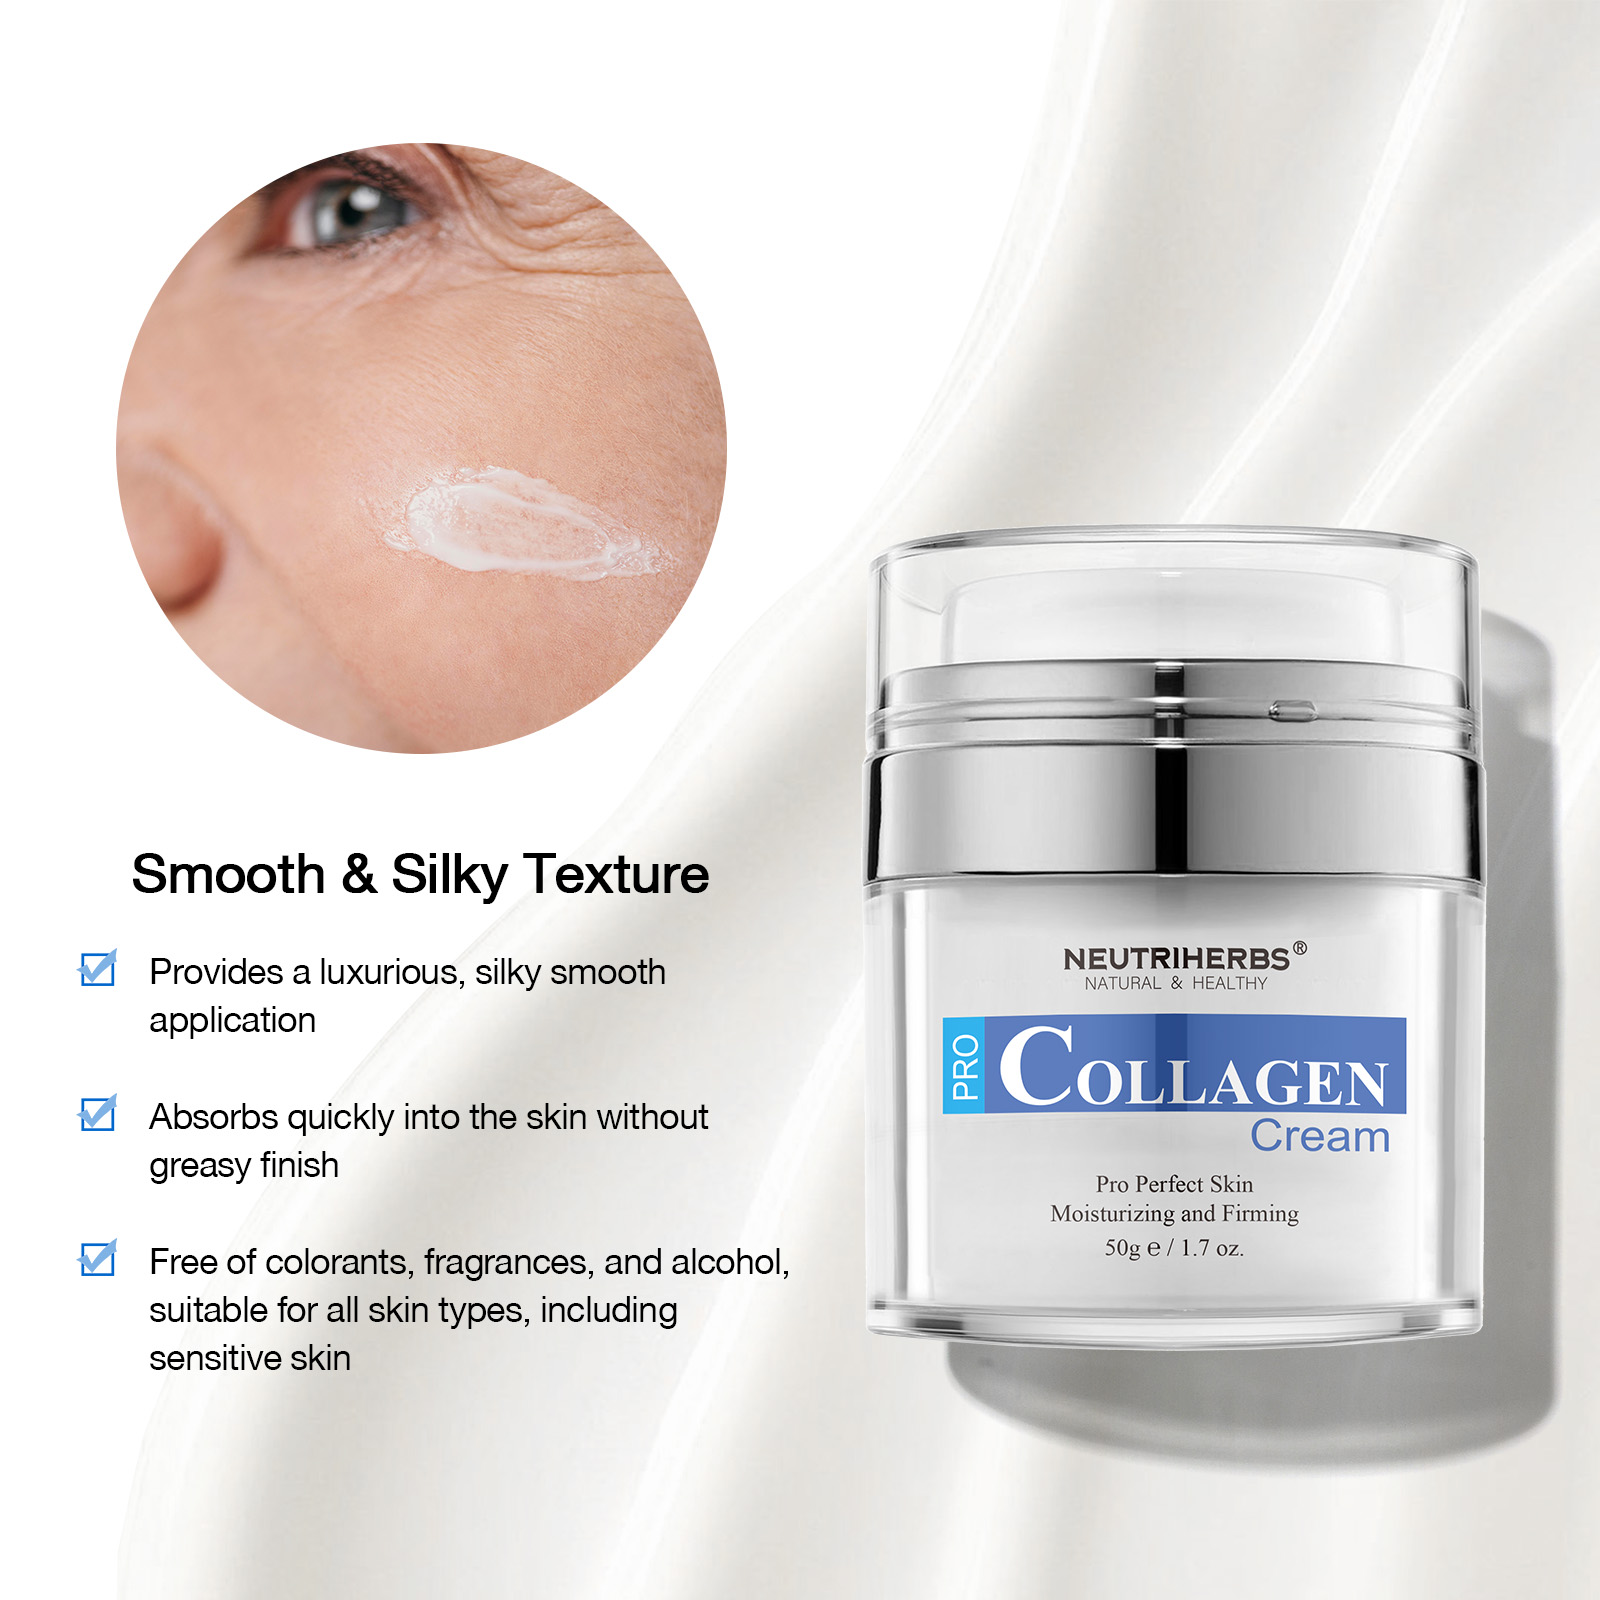 Smooth & Silky Texture
Provides a luxurious, silky smooth
application
Absorbs quickly into the skin without
greasy finish
Free of colorants, fragrances, and alcohol,
suitable for all skin types, including
sensitive skin
NEUTRIHERBS®
NATURAL & HEALTHY
PRO
COLLAGEN
Cream
Pro Perfect Skin
Moisturizing and Firming
50g ℮ / 1.7 oz.